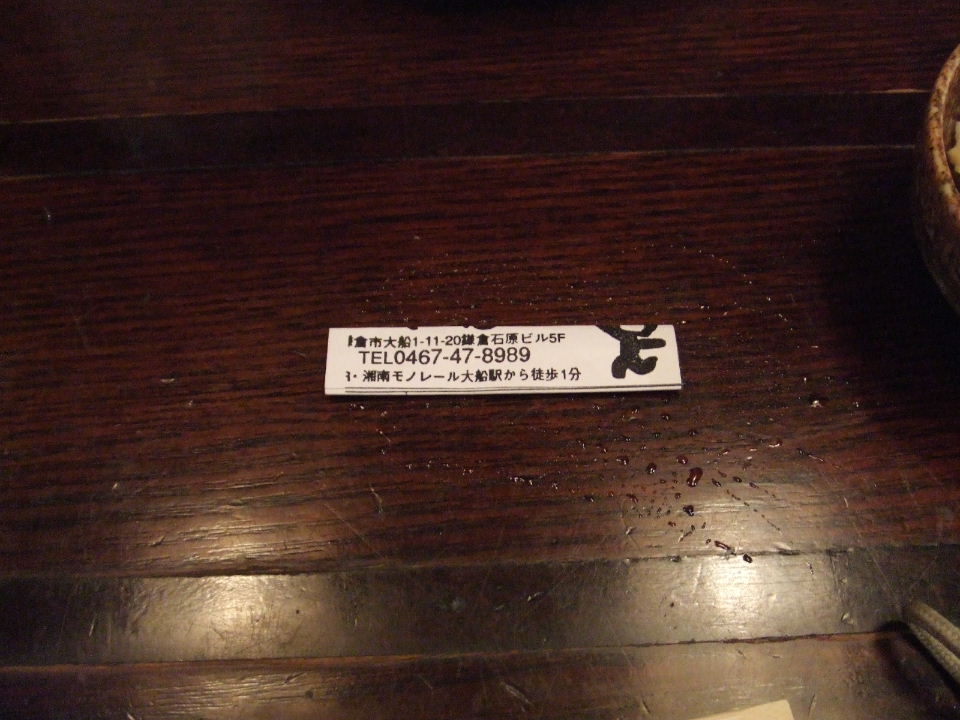 倉市大船1-11-20鎌倉石原ビル5F
TEL0467-47-8989
・湘南モノレール大船駅から徒歩1分
え